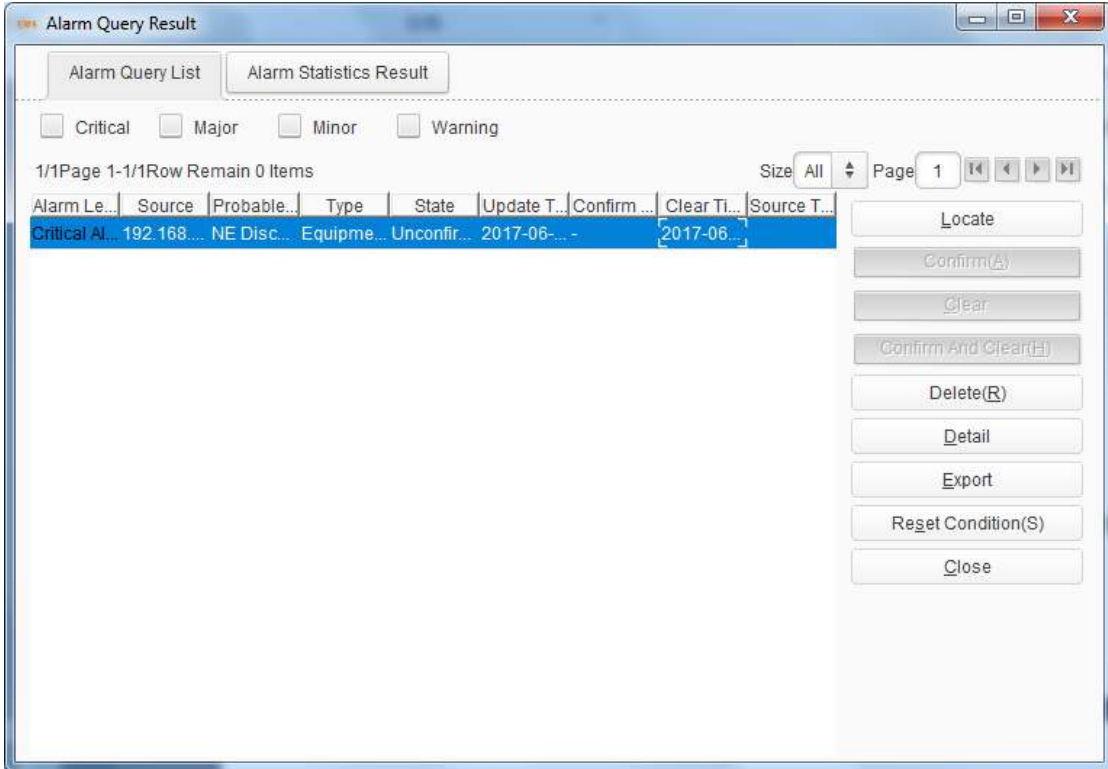 Alarm Query Result
Alarm Query List Alarm Statistics Result
Critical Major Minor Warning
1/1Page 1-1/1Row Remain 0 Items Size All Page 1
Alarm Le... Source Probable... Type State Update T... Confirm ... Clear Ti... Source T...
Critical Al... 192.168.... NE Disc... Equipme... Unconfir... 2017-06-... - 2017-06...
Locate
Confirm(A)
Clear
Confirm And Clear(H)
Delete(R)
Detail
Export
Reset Condition(S)
Close